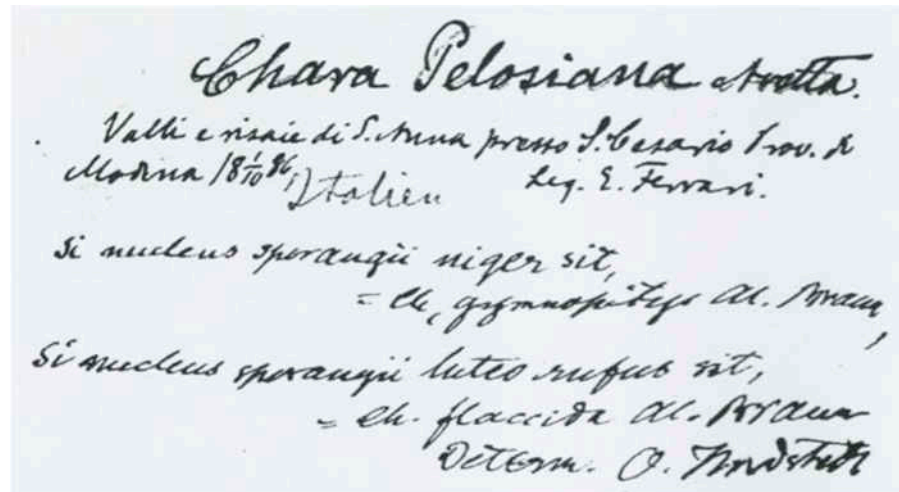 Chara Pelosiana Avetta.
Valli e risaie di S. Anna presso S. Cesario Prov. di
Modena 18 1/10 86, Italien Leg. E. Ferrari.
Si nucleus sporangii niger sit,
= Ch. gymnopitys Al. Braun,
Si nucleus sporangii luteo rufus sit,
= Ch. flaccida Al. Braun
Determ. O. Nordstedt